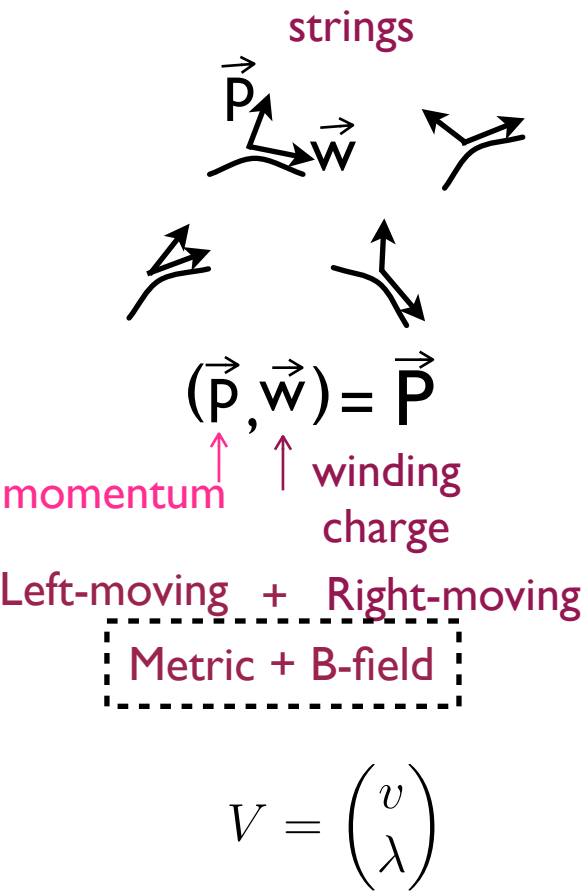 strings
p⃗
w⃗
(p⃗,w⃗) = P⃗
momentum
winding
charge
Left-moving + Right-moving
Metric + B-field
V = (v
λ)